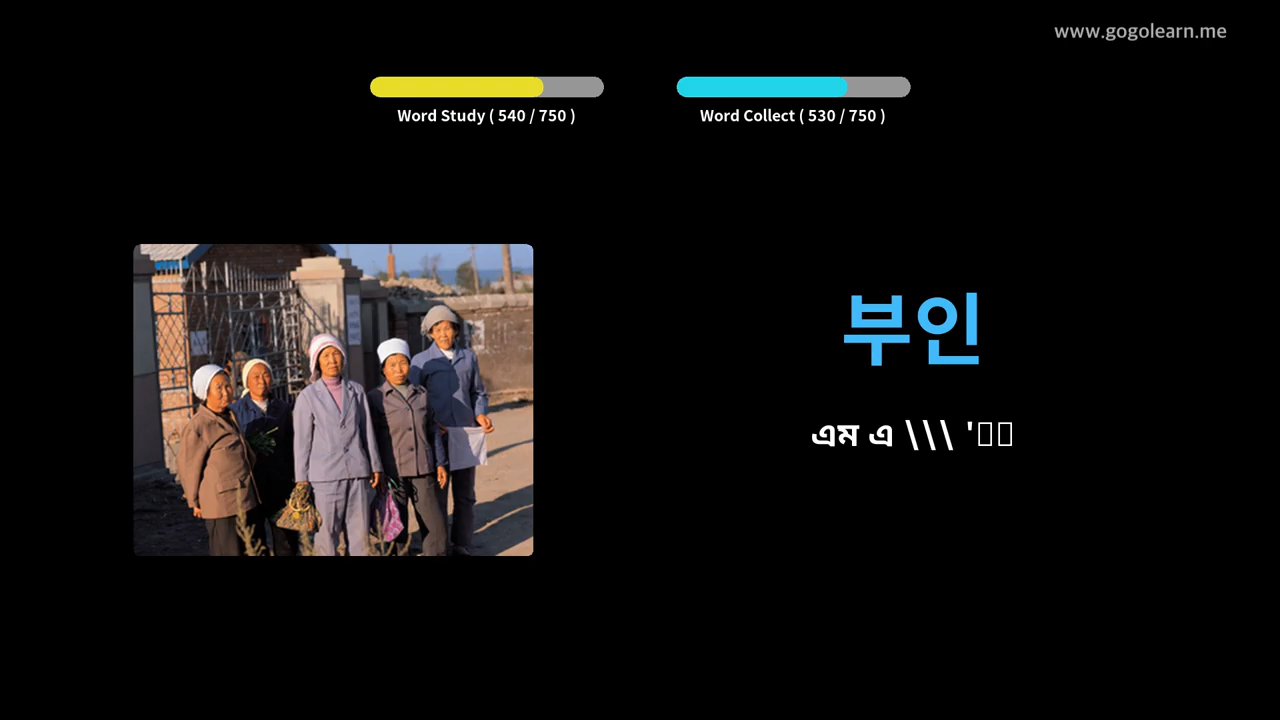 www.gogolearn.me
Word Study ( 540 / 750 )
Word Collect ( 530 / 750 )
부인
এম এ \\\ '